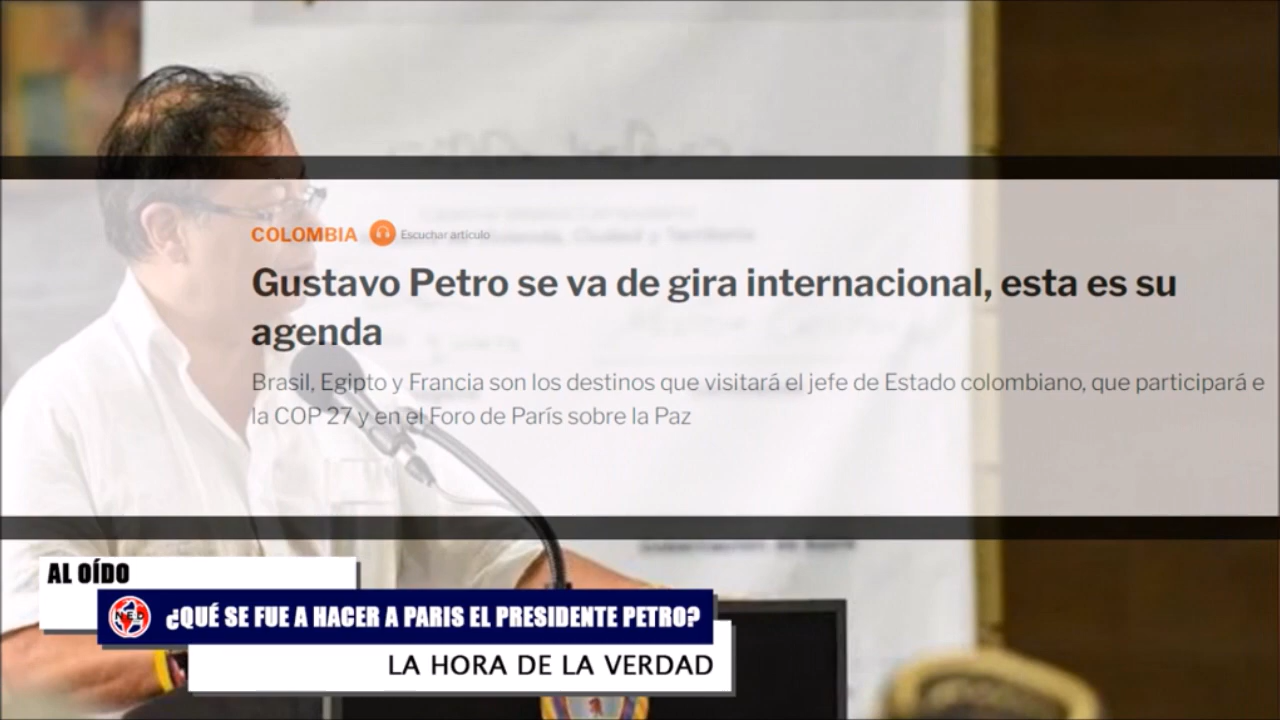 COLOMBIA Escuchar artículo
Gustavo Petro se va de gira internacional, esta es su
agenda
Brasil, Egipto y Francia son los destinos que visitará el jefe de Estado colombiano, que participará e
la COP 27 y en el Foro de París sobre la Paz
AL OÍDO
¿QUÉ SE FUE A HACER A PARIS EL PRESIDENTE PETRO?
LA HORA DE LA VERDAD